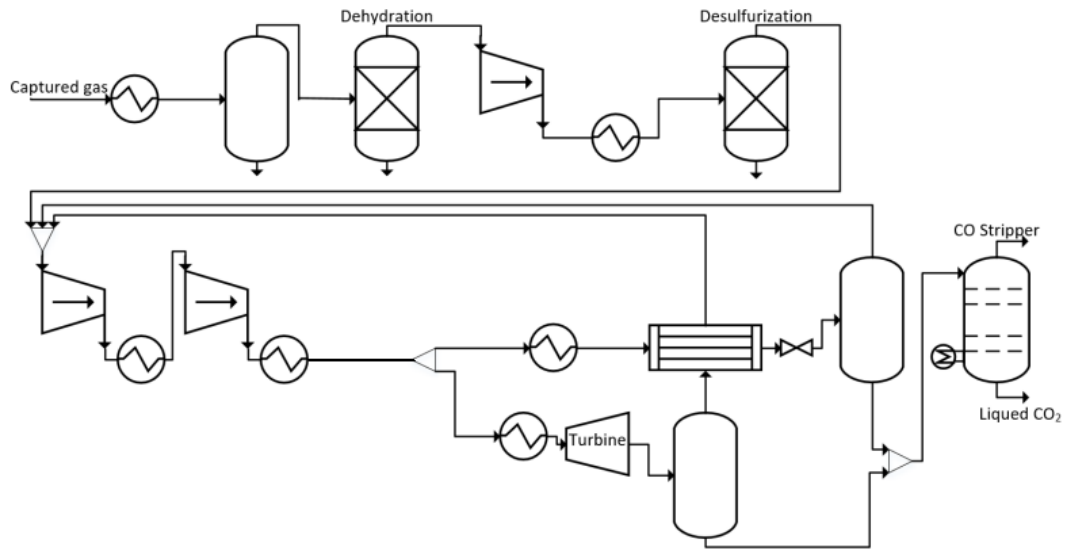 Dehydration
Desulfurization
Captured gas
CO Stripper
Turbine
Liqued CO₂